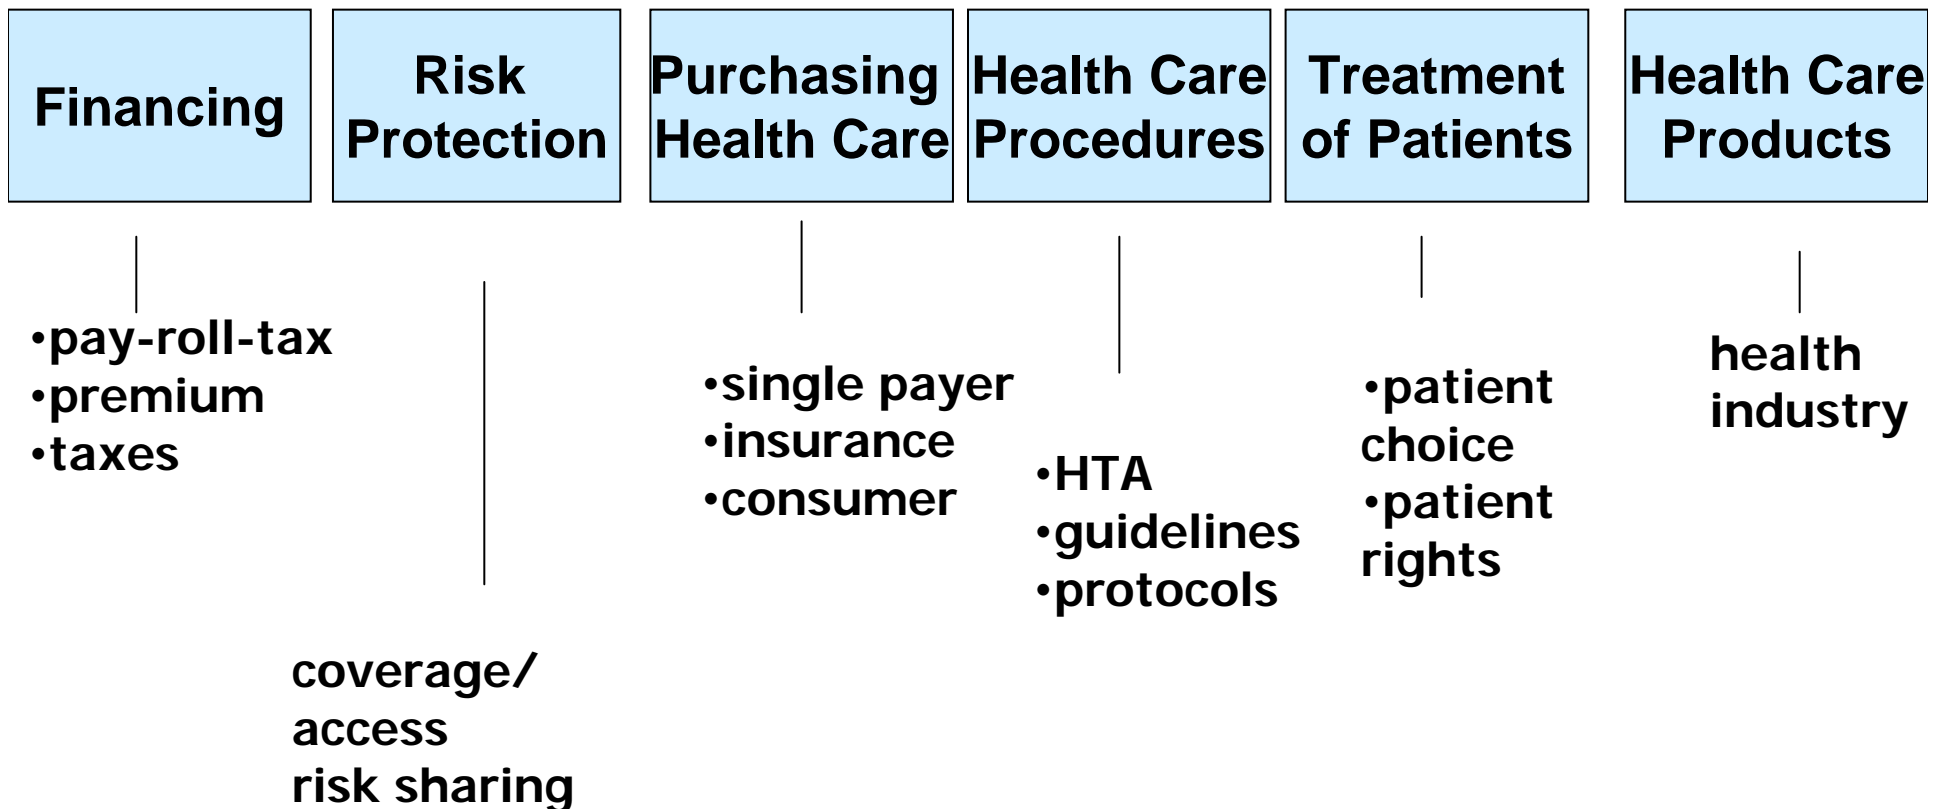 Financing
Risk
Protection
Purchasing
Health Care
Health Care
Procedures
Treatment
of Patients
Health Care
Products
•pay-roll-tax
•premium
•taxes
coverage/
access
risk sharing
•single payer
•insurance
•consumer
•HTA
•guidelines
•protocols
•patient
choice
•patient
rights
health
industry